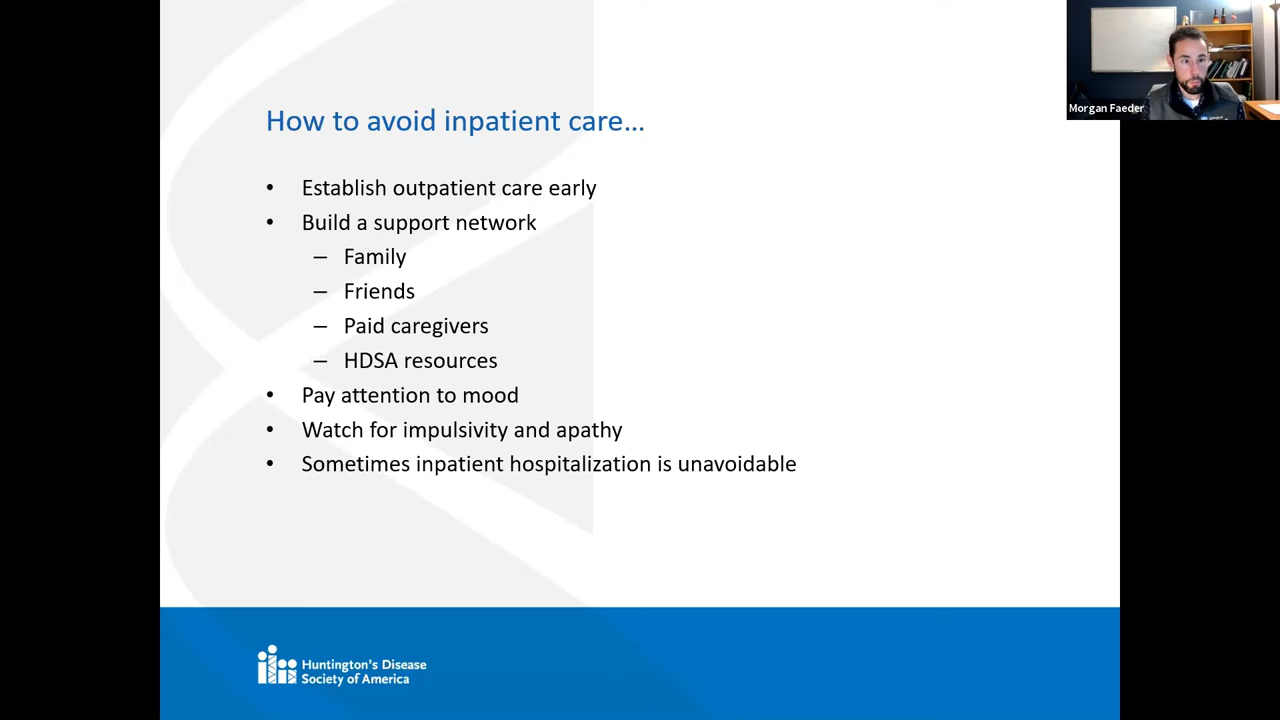 How to avoid inpatient care...
• Establish outpatient care early
• Build a support network
– Family
– Friends
– Paid caregivers
– HDSA resources
• Pay attention to mood
• Watch for impulsivity and apathy
• Sometimes inpatient hospitalization is unavoidable
Huntington's Disease
Society of America
Morgan Faeder